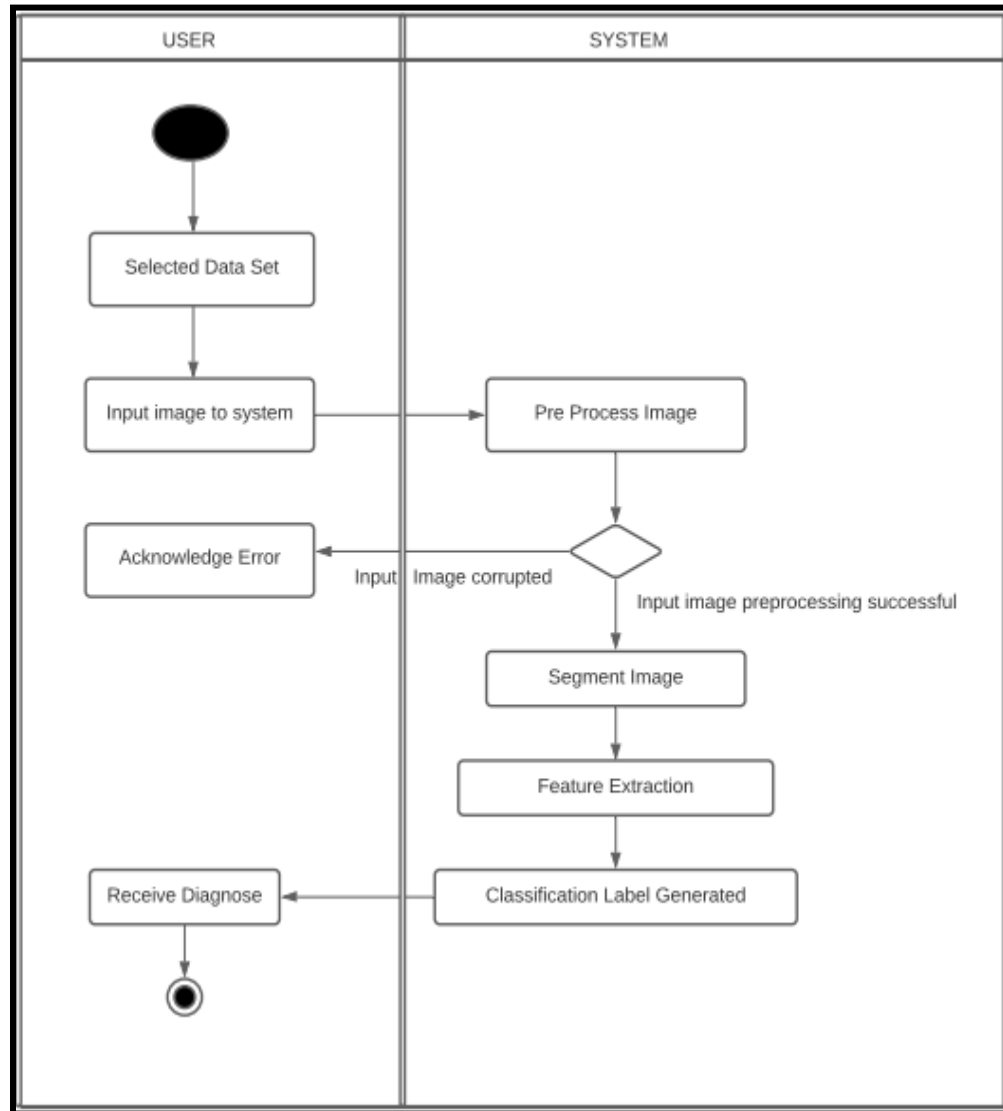 USER
SYSTEM
Selected Data Set
Input image to system
Pre Process Image
Acknowledge Error
Input Image corrupted
Input image preprocessing successful
Segment Image
Feature Extraction
Receive Diagnose
Classification Label Generated